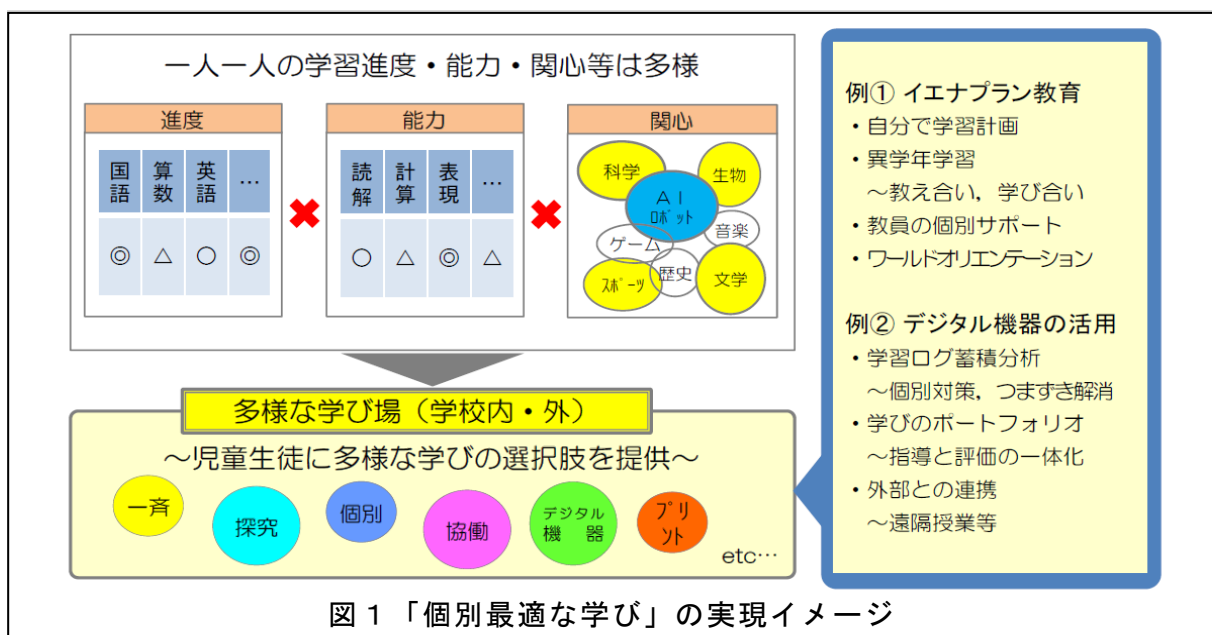 一人一人の学習進度・能力・関心等は多様
進度
国語 算数 英語 …
◎ △ ○ ◎
能力
読解 計算 表現 …
○ △ ◎ △
関心
科学
生物
AI
ロボット
音楽
ゲーム
歴史
スポーツ
文学
多様な学び場（学校内・外）
～児童生徒に多様な学びの選択肢を提供～
一斉
探究
個別
協働
デジタル
機 器
プリ
ント
etc…
例① イエナプラン教育
・自分で学習計画
・異学年学習
～教え合い，学び合い
・教員の個別サポート
・ワールドオリエンテーション
例② デジタル機器の活用
・学習ログ蓄積分析
～個別対策，つまずき解消
・学びのポートフォリオ
～指導と評価の一体化
・外部との連携
～遠隔授業等
図１「個別最適な学び」の実現イメージ